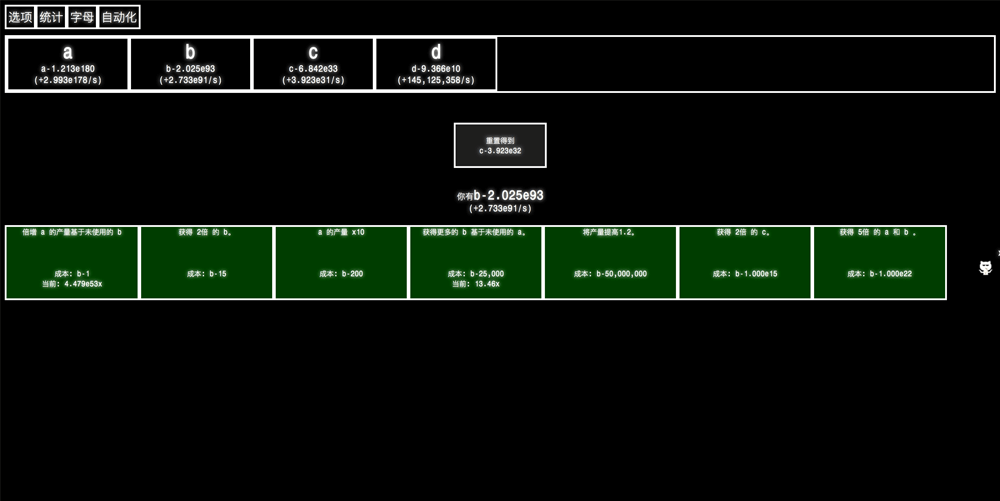 选项 统计 字母 自动化
a b c d
a-1.213e180 b-2.025e93 c-6.842e33 d-9.366e10
(+2.993e178/s) (+2.733e91/s) (+3.923e31/s) (+145,125,358/s)
重置得到
c-3.923e32
你有b-2.025e93
(+2.733e91/s)
倍增 a 的产量基于未使用的 b 获得 2倍 的 b。 a 的产量 x10 获得更多的 b 基于未使用的 a。 将产量提高1.2。 获得 2倍 的 c。 获得 5倍 的 a 和 b 。
成本: b-1 成本: b-15 成本: b-200 成本: b-25,000 成本: b-50,000,000 成本: b-1.000e15 成本: b-1.000e22
当前: 4.479e53x 当前: 13.46x